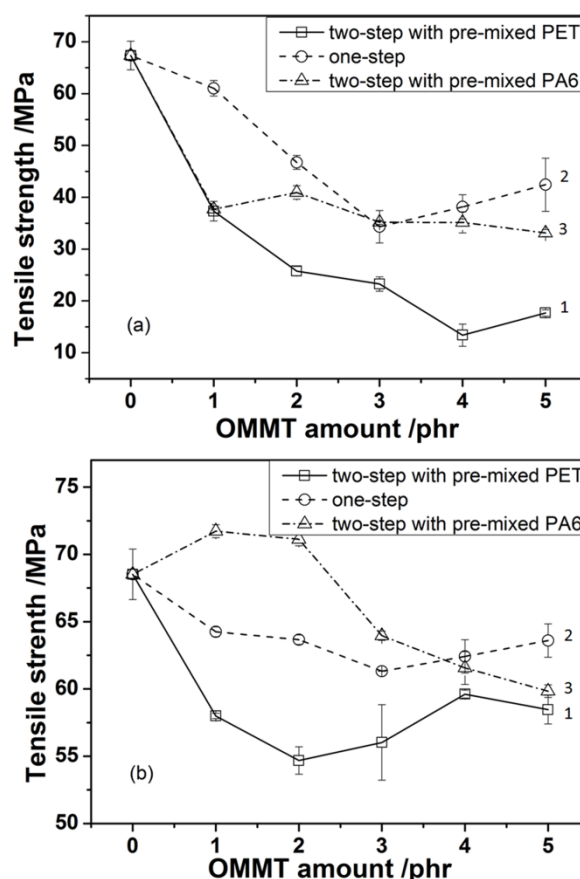 two-step with pre-mixed PET
one-step
two-step with pre-mixed PA6
Tensile strength /MPa
70
60
50
40
30
20
10
2
3
1
(a)
0 1 2 3 4 5
OMMT amount /phr
two-step with pre-mixed PET
one-step
two-step with pre-mixed PA6
Tensile strenth /MPa
75
70
65
60
55
50
2
3
1
(b)
0 1 2 3 4 5
OMMT amount /phr